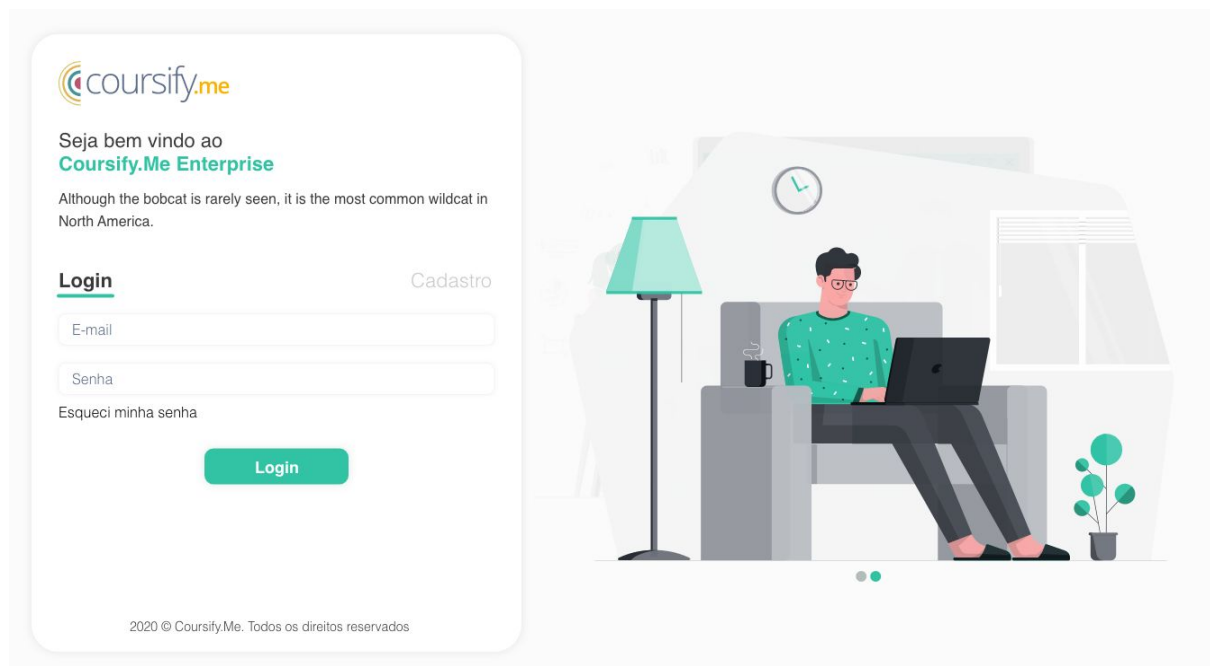 coursify.me
Seja bem vindo ao
Coursify.Me Enterprise
Although the bobcat is rarely seen, it is the most common wildcat in
North America.
Login
Cadastro
E-mail
Senha
Esqueci minha senha
Login
2020 © Coursify.Me. Todos os direitos reservados